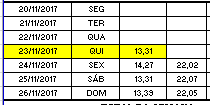 20/11/2017 SEG
21/11/2017 TER
22/11/2017 QUA
23/11/2017 QUI 13,31
24/11/2017 SEX 14,27 22,02
25/11/2017 SÁB 13,31 22,07
26/11/2017 DOM 13,39 22,05